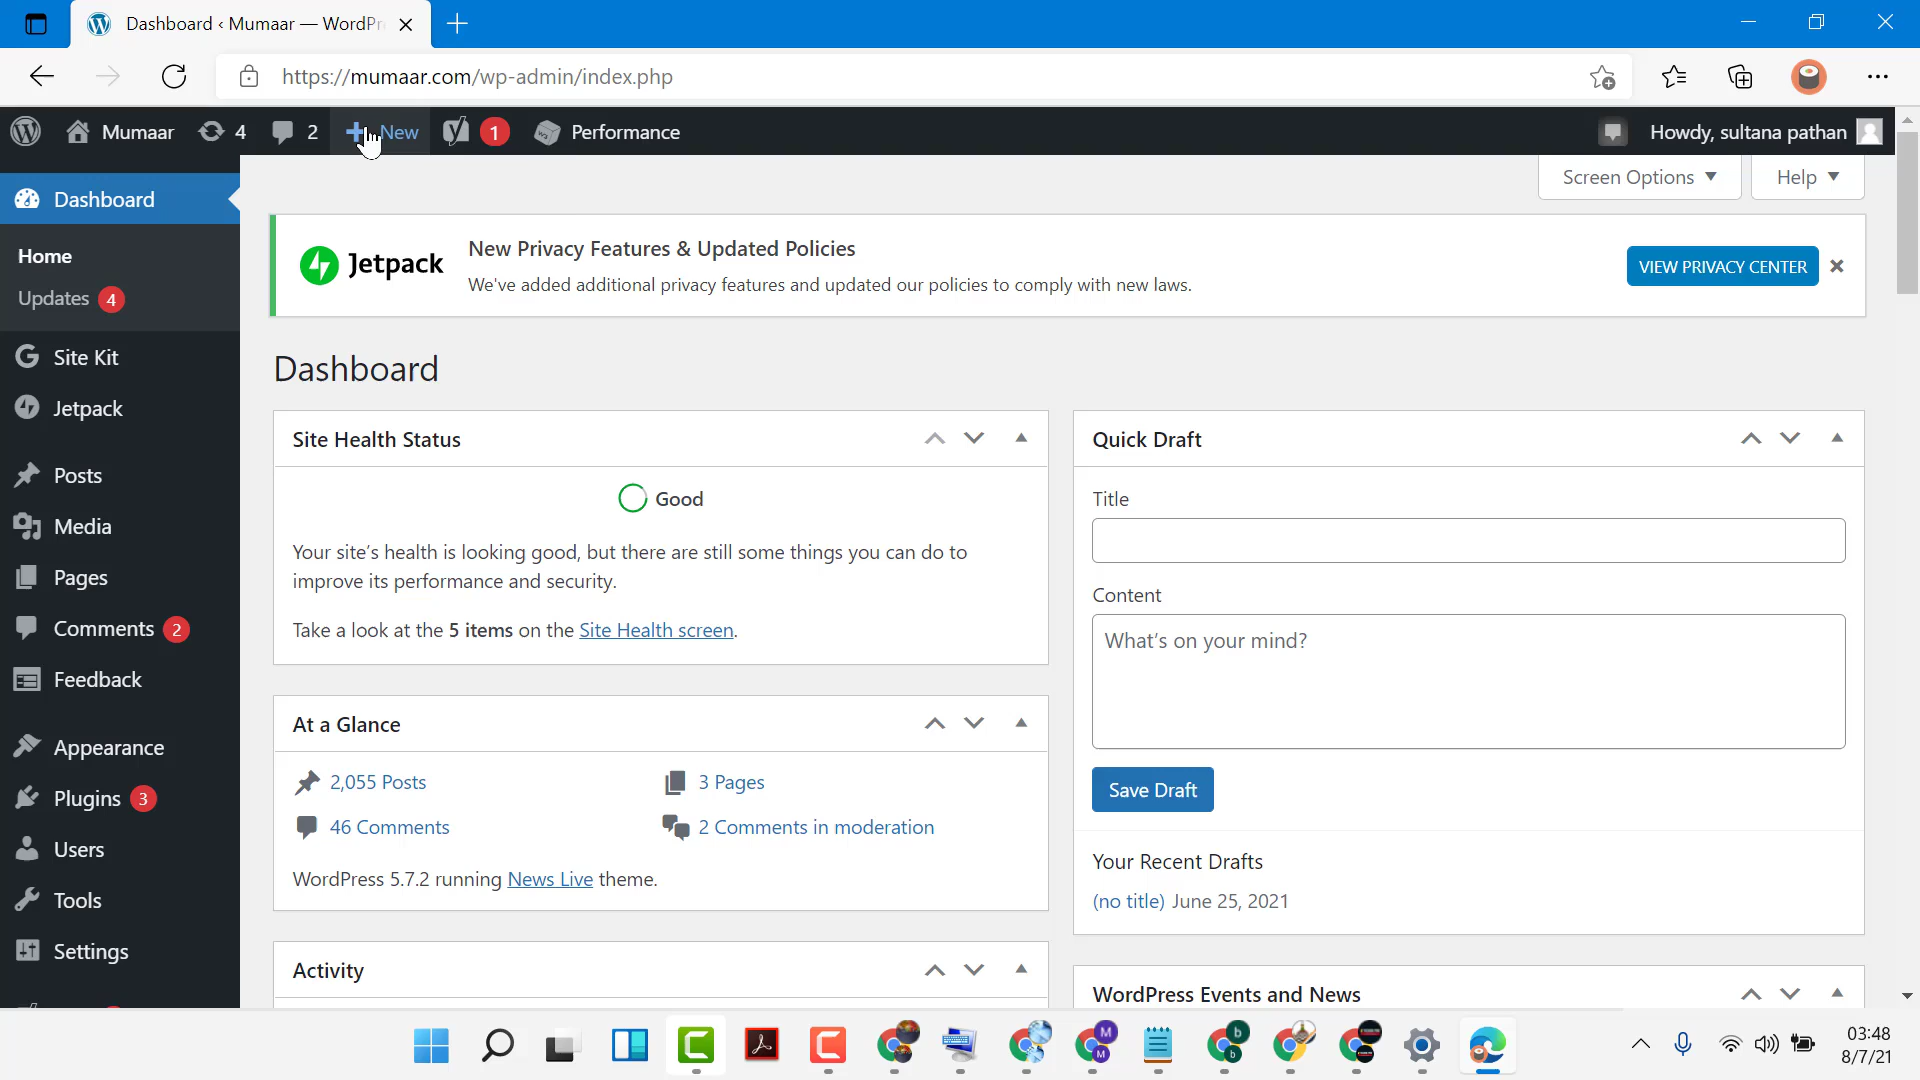 Dashboard ‹ Mumaar — WordPr
https://mumaar.com/wp-admin/index.php
Mumaar 4 2 New 1 Performance Howdy, sultana pathan
Screen Options Help
Dashboard
Home
Updates 4
Site Kit
Jetpack
Posts
Media
Pages
Comments 2
Feedback
Appearance
Plugins 3
Users
Tools
Settings
Jetpack
New Privacy Features & Updated Policies
We've added additional privacy features and updated our policies to comply with new laws.
VIEW PRIVACY CENTER
Dashboard
Site Health Status
Good
Your site's health is looking good, but there are still some things you can do to
improve its performance and security.
Take a look at the 5 items on the Site Health screen.
At a Glance
2,055 Posts 3 Pages
46 Comments 2 Comments in moderation
WordPress 5.7.2 running News Live theme.
Activity
Quick Draft
Title
Content
What's on your mind?
Save Draft
Your Recent Drafts
(no title) June 25, 2021
WordPress Events and News
03:48
8/7/21